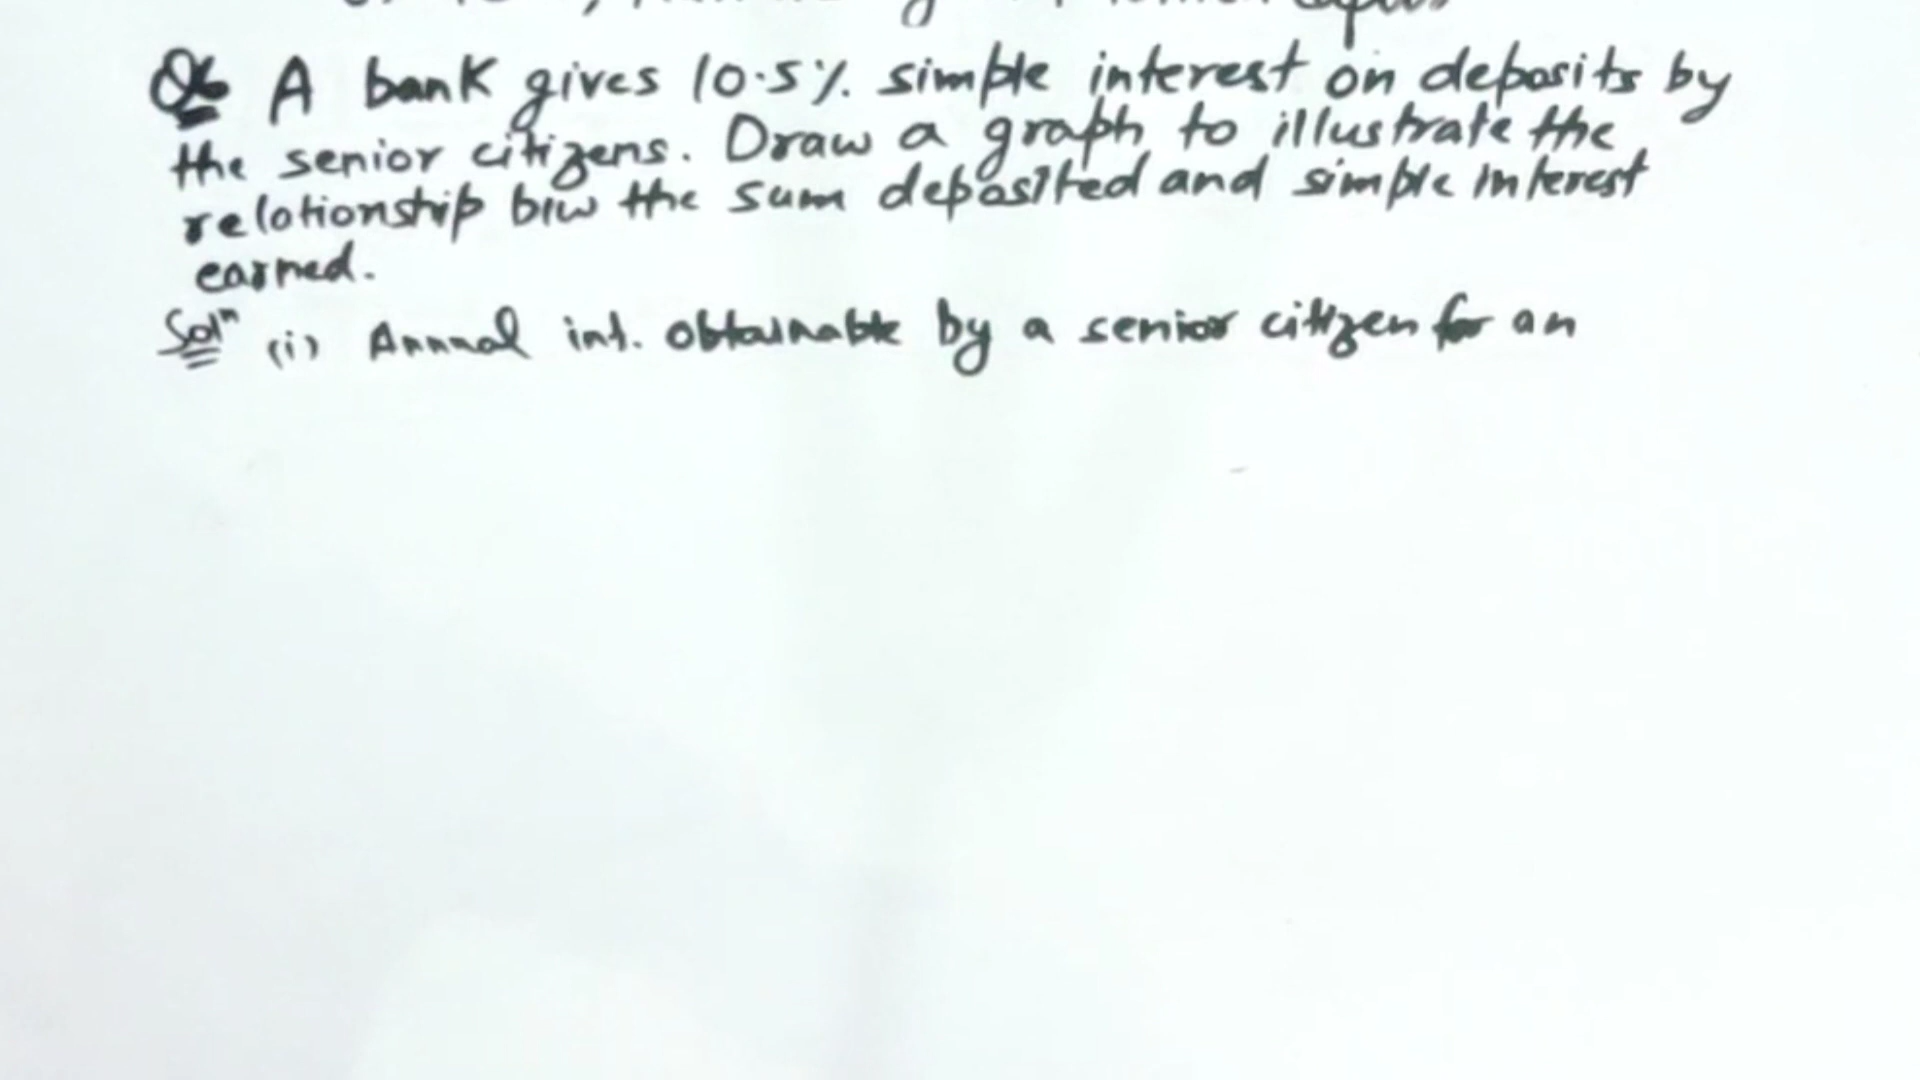 Q6 A bank gives 10.5% simple interest on deposits by
the senior citizens. Draw a graph to illustrate the
relationship b/w the sum deposited and simple interest
earned.
Solⁿ (i) Annual int. obtainable by a senior citizen for an